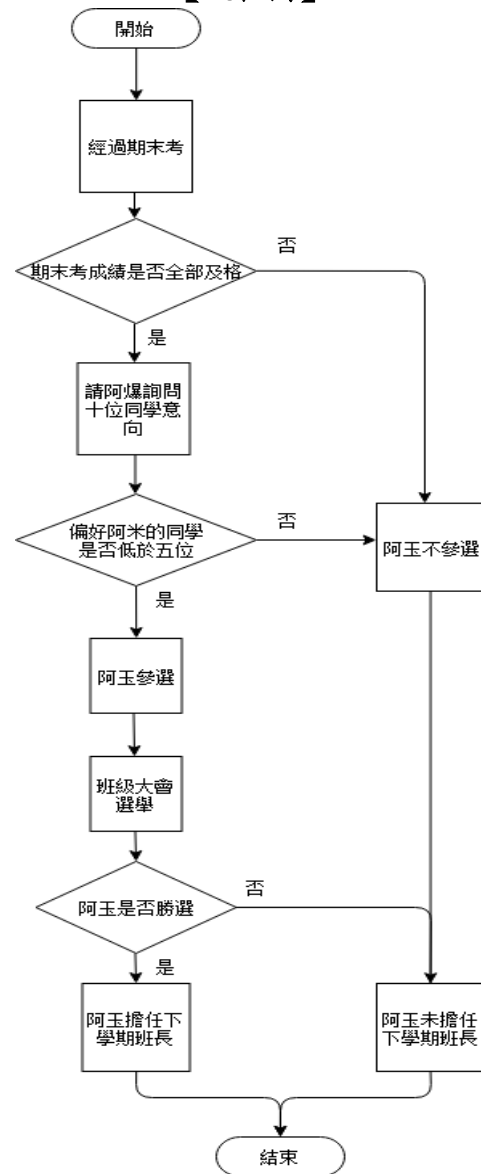 開始
經過期末考
期末考成績是否全部及格
否
是
請阿爆詢問
十位同學意
向
偏好阿米的同學
是否低於五位
否
阿玉不參選
是
阿玉參選
班級大會
選舉
阿玉是否勝選
否
是
阿玉擔任下
學期班長
阿玉未擔任
下學期班長
結束